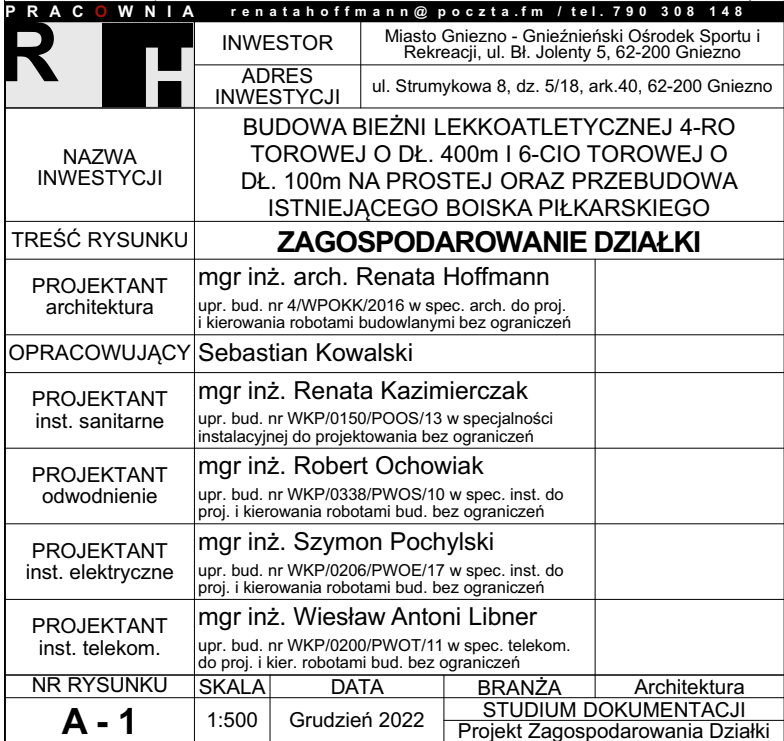 PRACOWNIA renatahoffmann@poczta.fm / tel. 790 308 148
RH
INWESTOR
Miasto Gniezno - Gnieźnieński Ośrodek Sportu i
Rekreacji, ul. Bł. Jolenty 5, 62-200 Gniezno
ADRES
INWESTYCJI
ul. Strumykowa 8, dz. 5/18, ark.40, 62-200 Gniezno
NAZWA
INWESTYCJI
BUDOWA BIEŻNI LEKKOATLETYCZNEJ 4-RO
TOROWEJ O DŁ. 400m I 6-CIO TOROWEJ O
DŁ. 100m NA PROSTEJ ORAZ PRZEBUDOWA
ISTNIEJĄCEGO BOISKA PIŁKARSKIEGO
TREŚĆ RYSUNKU
ZAGOSPODAROWANIE DZIAŁKI
PROJEKTANT
architektura
mgr inż. arch. Renata Hoffmann
upr. bud. nr 4/WPOKK/2016 w spec. arch. do proj.
i kierowania robotami budowlanymi bez ograniczeń
OPRACOWUJĄCY
Sebastian Kowalski
PROJEKTANT
inst. sanitarne
mgr inż. Renata Kazimierczak
upr. bud. nr WKP/0150/POOS/13 w specjalności
instalacyjnej do projektowania bez ograniczeń
PROJEKTANT
odwodnienie
mgr inż. Robert Ochowiak
upr. bud. nr WKP/0338/PWOS/10 w spec. inst. do
proj. i kierowania robotami bud. bez ograniczeń
PROJEKTANT
inst. elektryczne
mgr inż. Szymon Pochylski
upr. bud. nr WKP/0206/PWOE/17 w spec. inst. do
proj. i kierowania robotami bud. bez ograniczeń
PROJEKTANT
inst. telekom.
mgr inż. Wiesław Antoni Libner
upr. bud. nr WKP/0200/PWOT/11 w spec. telekom.
do proj. i kier. robotami bud. bez ograniczeń
NR RYSUNKU
SKALA
DATA
BRANŻA
Architektura
A - 1
1:500
Grudzień 2022
STUDIUM DOKUMENTACJI
Projekt Zagospodarowania Działki